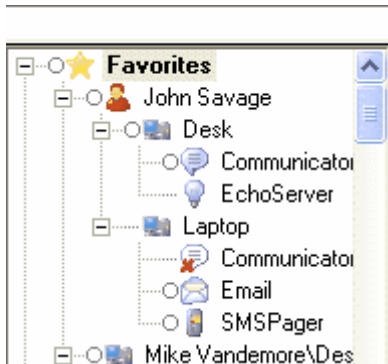 Favorites
John Savage
Desk
Communicator
EchoServer
Laptop
Communicator
Email
SMSPager
Mike Vandemore\Des